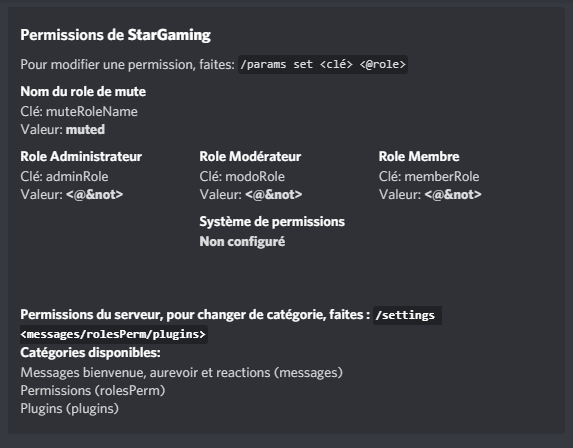 Permissions de StarGaming
Pour modifier une permission, faites: /params set <clé> <@role>
Nom du role de mute
Clé: muteRoleName
Valeur: muted
Role Administrateur Role Modérateur Role Membre
Clé: adminRole Clé: modoRole Clé: memberRole
Valeur: <@&not> Valeur: <@&not> Valeur: <@&not>
Système de permissions
Non configuré
Permissions du serveur, pour changer de catégorie, faites : /settings
<messages/rolesPerm/plugins>
Catégories disponibles:
Messages bienvenue, aurevoir et reactions (messages)
Permissions (rolesPerm)
Plugins (plugins)